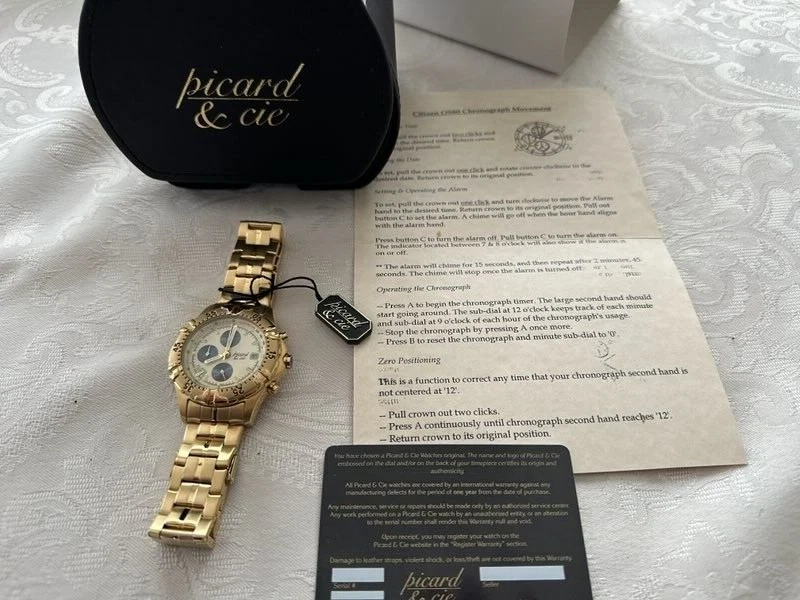 picard
& cie
Citizen OS60 Chronograph Movement
pull the crown out two clicks and
the desired time. Return crown
original position.
the Date
To set, pull the crown out one click and rotate counter-clockwise to the
desired date. Return crown to its original position.
Setting & Operating the Alarm
To set, pull the crown out one click and turn clockwise to move the Alarm
hand to the desired time. Return crown to its original position. Pull out
button C to set the alarm. A chime will go off when the hour hand aligns
with the alarm hand.
Press button C to turn the alarm off. Pull button C to turn the alarm on.
The indicator located between 7 & 8 o'clock will also show if the alarm is
on or off.
** The alarm will chime for 15 seconds, and then repeat after 2 minutes, 45
seconds. The chime will stop once the alarm is turned off.
Operating the Chronograph
-- Press A to begin the chronograph timer. The large second hand should
start going around. The sub-dial at 12 o'clock keeps track of each minute
and sub-dial at 9 o'clock of each hour of the chronograph's usage.
-- Stop the chronograph by pressing A once more.
-- Press B to reset the chronograph and minute sub-dial to '0'.
Zero Positioning
This is a function to correct any time that your chronograph second hand is
not centered at '12'.
-- Pull crown out two clicks.
-- Press A continuously until chronograph second hand reaches '12'.
-- Return crown to its original position.
picard
& cie
picard
You have chosen a Picard & Cie Watches original. The name and logo of Picard & Cie
embossed on the dial and/or on the back of your timepiece certifies its origin and
authenticity.
All Picard & Cie watches are covered by an international warranty against any
manufacturing defects for the period of one year from the date of purchase.
Any maintenance, service or repairs should be made only by an authorized service center.
Any work performed on a Picard & Cie watch by an unauthorized entity, or an alteration
to the serial number shall render this Warranty null and void.
Upon receipt, you may register your watch on the
Picard & Cie website in the "Register Warranty" section.
Damage to leather straps, violent shock, or loss/theft are not covered by this Warranty.
Serial #
Seller
picard
& cie